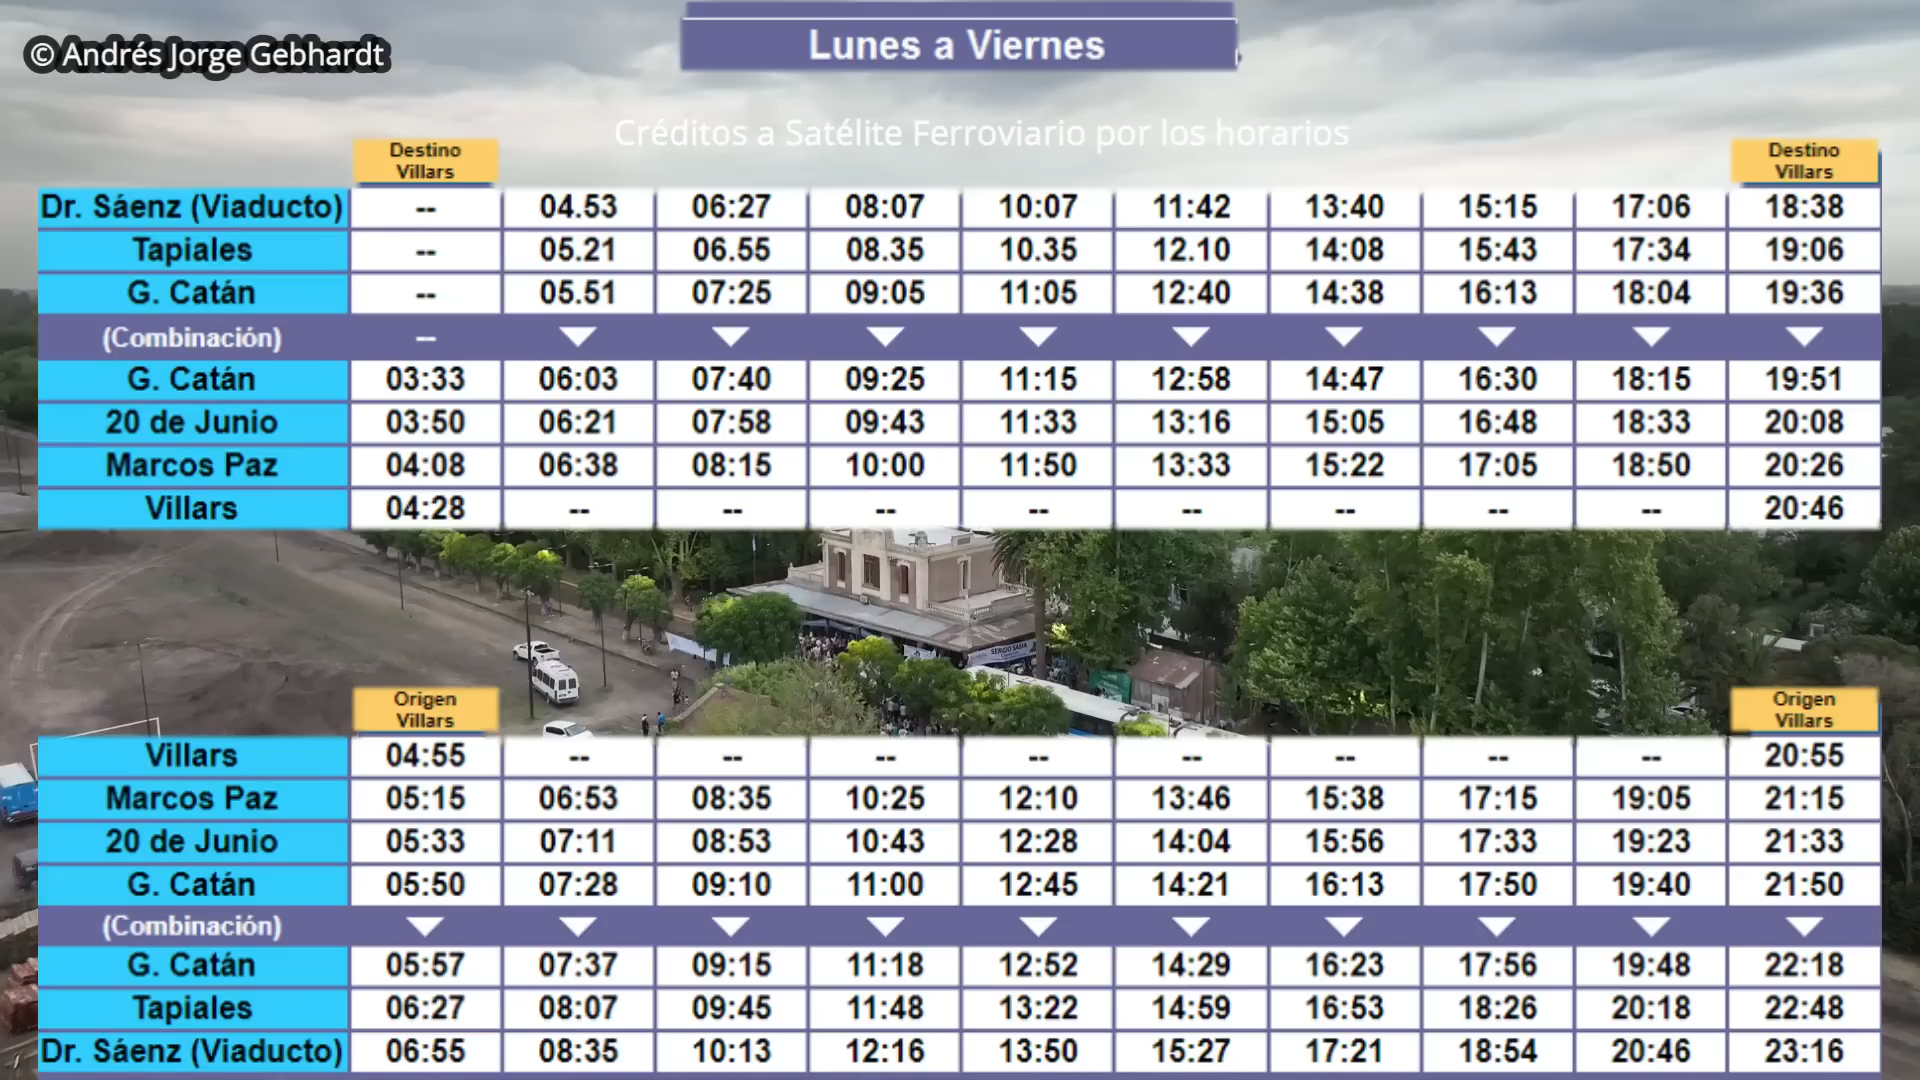 © Andrés Jorge Gebhardt
Lunes a Viernes
Créditos a Satélite Ferroviario por los horarios
Destino Villars
Destino Villars
Dr. Sáenz (Viaducto) -- 04.53 06:27 08:07 10:07 11:42 13:40 15:15 17:06 18:38
Tapiales -- 05.21 06.55 08.35 10.35 12.10 14:08 15:43 17:34 19:06
G. Catán -- 05.51 07:25 09:05 11:05 12:40 14:38 16:13 18:04 19:36
(Combinación) --
G. Catán 03:33 06:03 07:40 09:25 11:15 12:58 14:47 16:30 18:15 19:51
20 de Junio 03:50 06:21 07:58 09:43 11:33 13:16 15:05 16:48 18:33 20:08
Marcos Paz 04:08 06:38 08:15 10:00 11:50 13:33 15:22 17:05 18:50 20:26
Villars 04:28 -- -- -- -- -- -- -- -- 20:46
SERGIO SASIA
Origen Villars
Origen Villars
Villars 04:55 -- -- -- -- -- -- -- -- 20:55
Marcos Paz 05:15 06:53 08:35 10:25 12:10 13:46 15:38 17:15 19:05 21:15
20 de Junio 05:33 07:11 08:53 10:43 12:28 14:04 15:56 17:33 19:23 21:33
G. Catán 05:50 07:28 09:10 11:00 12:45 14:21 16:13 17:50 19:40 21:50
(Combinación)
G. Catán 05:57 07:37 09:15 11:18 12:52 14:29 16:23 17:56 19:48 22:18
Tapiales 06:27 08:07 09:45 11:48 13:22 14:59 16:53 18:26 20:18 22:48
Dr. Sáenz (Viaducto) 06:55 08:35 10:13 12:16 13:50 15:27 17:21 18:54 20:46 23:16